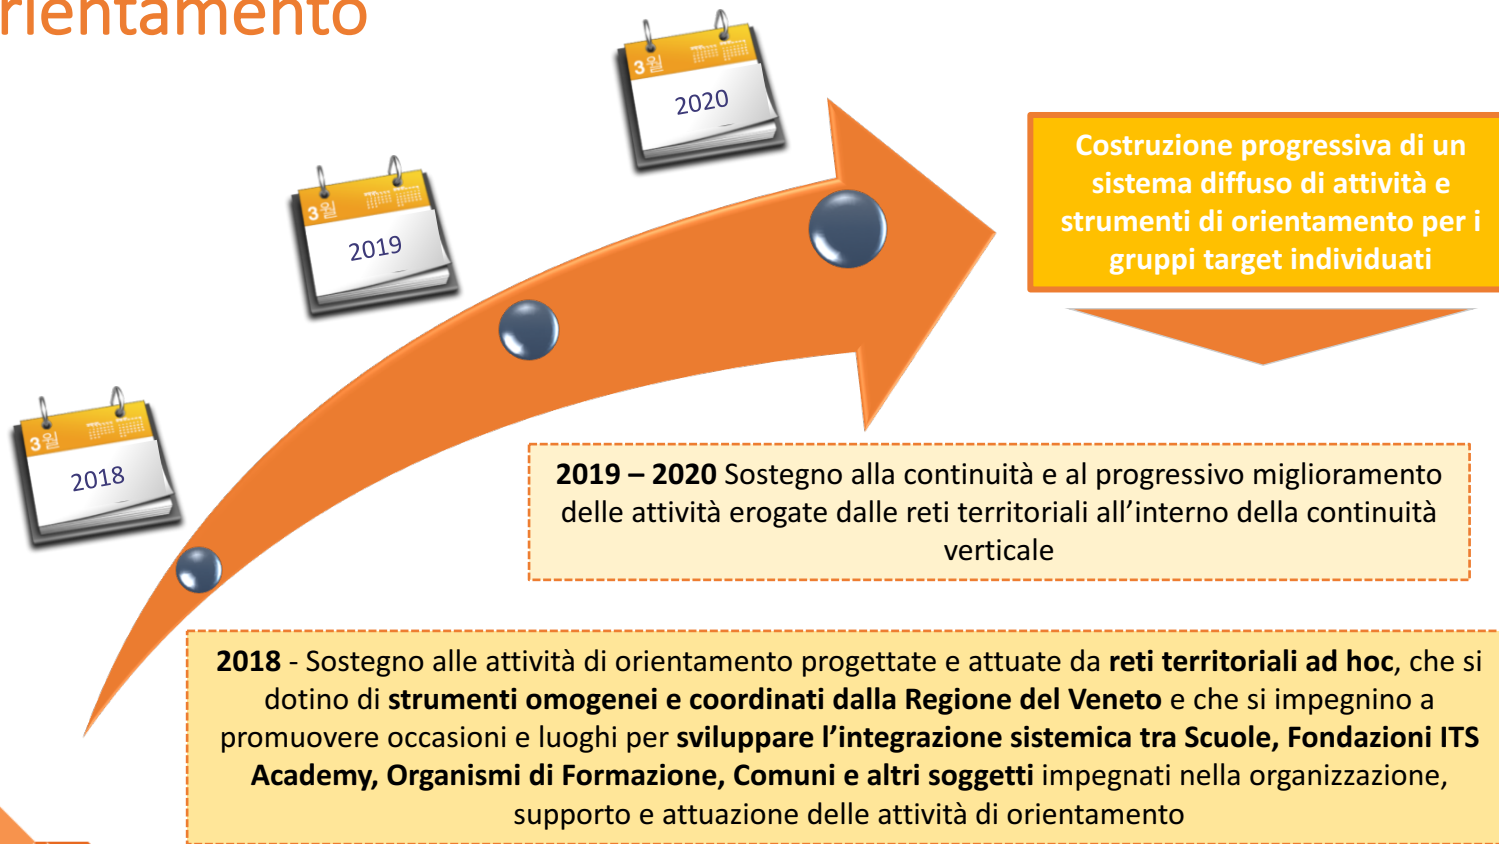 rientamento
2020
2019
2018
3월
3월
3월
Costruzione progressiva di un
sistema diffuso di attività e
strumenti di orientamento per i
gruppi target individuati
2019 – 2020 Sostegno alla continuità e al progressivo miglioramento
delle attività erogate dalle reti territoriali all’interno della continuità
verticale
2018 - Sostegno alle attività di orientamento progettate e attuate da reti territoriali ad hoc, che si
dotino di strumenti omogenei e coordinati dalla Regione del Veneto e che si impegnino a
promuovere occasioni e luoghi per sviluppare l’integrazione sistemica tra Scuole, Fondazioni ITS
Academy, Organismi di Formazione, Comuni e altri soggetti impegnati nella organizzazione,
supporto e attuazione delle attività di orientamento